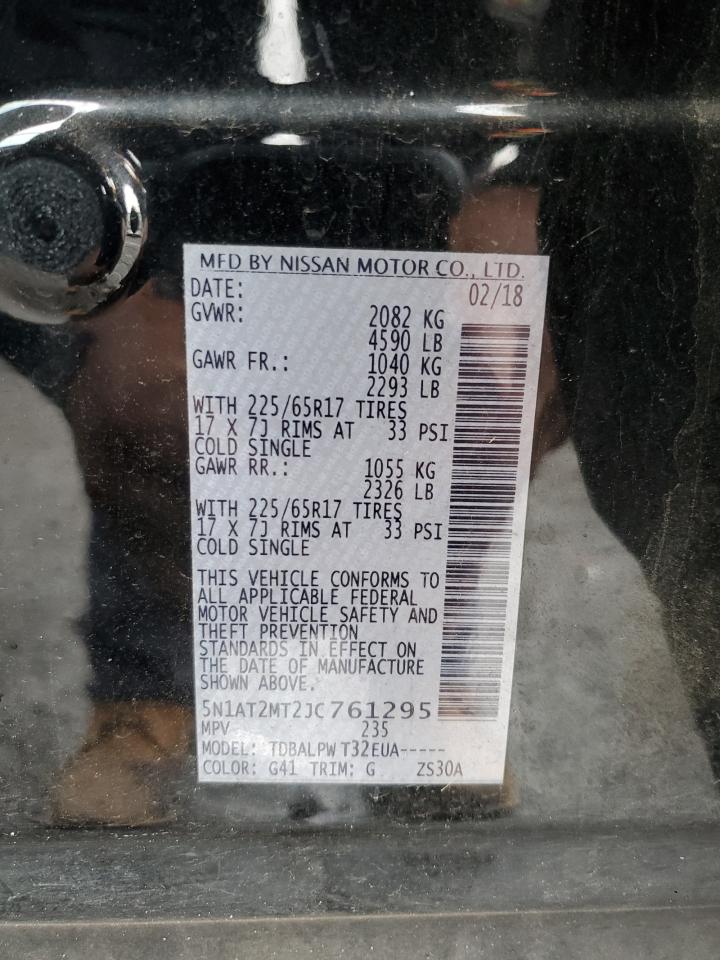 MFD BY NISSAN MOTOR CO., LTD.
DATE: 02/18
GVWR: 2082 KG
4590 LB
GAWR FR.: 1040 KG
2293 LB
WITH 225/65R17 TIRES
17 X 7J RIMS AT 33 PSI
COLD SINGLE
GAWR RR.: 1055 KG
2326 LB
WITH 225/65R17 TIRES
17 X 7J RIMS AT 33 PSI
COLD SINGLE
THIS VEHICLE CONFORMS TO
ALL APPLICABLE FEDERAL
MOTOR VEHICLE SAFETY AND
THEFT PREVENTION
STANDARDS IN EFFECT ON
THE DATE OF MANUFACTURE
SHOWN ABOVE.
5N1AT2MT2JC761295
MPV 235
MODEL: TDBALPW T32EUA-----
COLOR: G41 TRIM: G ZS30A